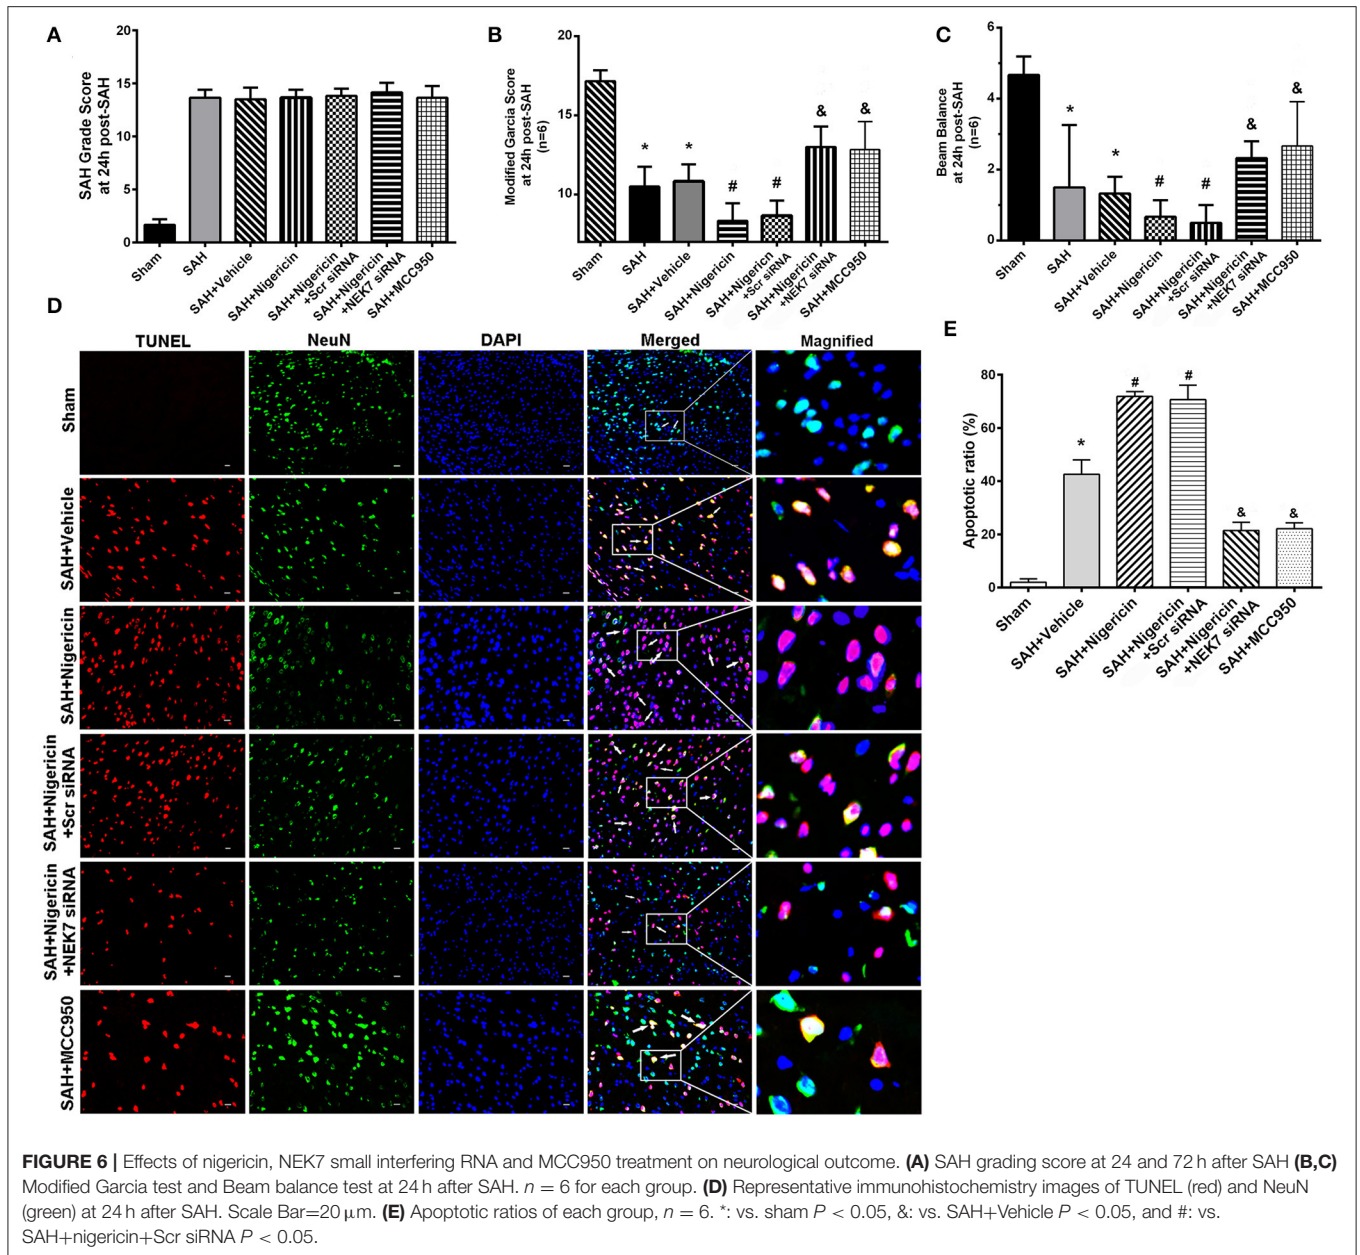 A
SAH Grade Score
at 24h post-SAH
20
15
10
5
0
Sham
SAH
SAH+Vehicle
SAH+Nigericin
SAH+Nigericin
+Scr siRNA
SAH+Nigericin
+NEK7 siRNA
SAH+MCC950
B
Modified Garcia Score
at 24h post-SAH
(n=6)
20
15
10
*
*
#
#
&
&
Sham
SAH
SAH+Vehicle
SAH+Nigericin
SAH+Nigericin
+Scr siRNA
SAH+Nigericin
+NEK7 siRNA
SAH+MCC950
C
Beam Balance
at 24h post-SAH
(n=6)
6
4
2
0
*
*
#
#
&
&
Sham
SAH
SAH+Vehicle
SAH+Nigericin
SAH+Nigericin
+Scr siRNA
SAH+Nigericin
+NEK7 siRNA
SAH+MCC950
D
TUNEL NeuN DAPI Merged Magnified
Sham
SAH+Vehicle
SAH+Nigericin
SAH+Nigericin
+Scr siRNA
SAH+Nigericin
+NEK7 siRNA
SAH+MCC950
E
Apoptotic ratio (%)
80
60
40
20
0
*
#
#
&
&
Sham
SAH+Vehicle
SAH+Nigericin
SAH+Nigericin
+Scr siRNA
SAH+Nigericin
+NEK7 siRNA
SAH+MCC950
FIGURE 6 | Effects of nigericin, NEK7 small interfering RNA and MCC950 treatment on neurological outcome. (A) SAH grading score at 24 and 72 h after SAH (B,C)
Modified Garcia test and Beam balance test at 24 h after SAH. n = 6 for each group. (D) Representative immunohistochemistry images of TUNEL (red) and NeuN
(green) at 24 h after SAH. Scale Bar=20 μm. (E) Apoptotic ratios of each group, n = 6. *: vs. sham P < 0.05, &: vs. SAH+Vehicle P < 0.05, and #: vs.
SAH+nigericin+Scr siRNA P < 0.05.